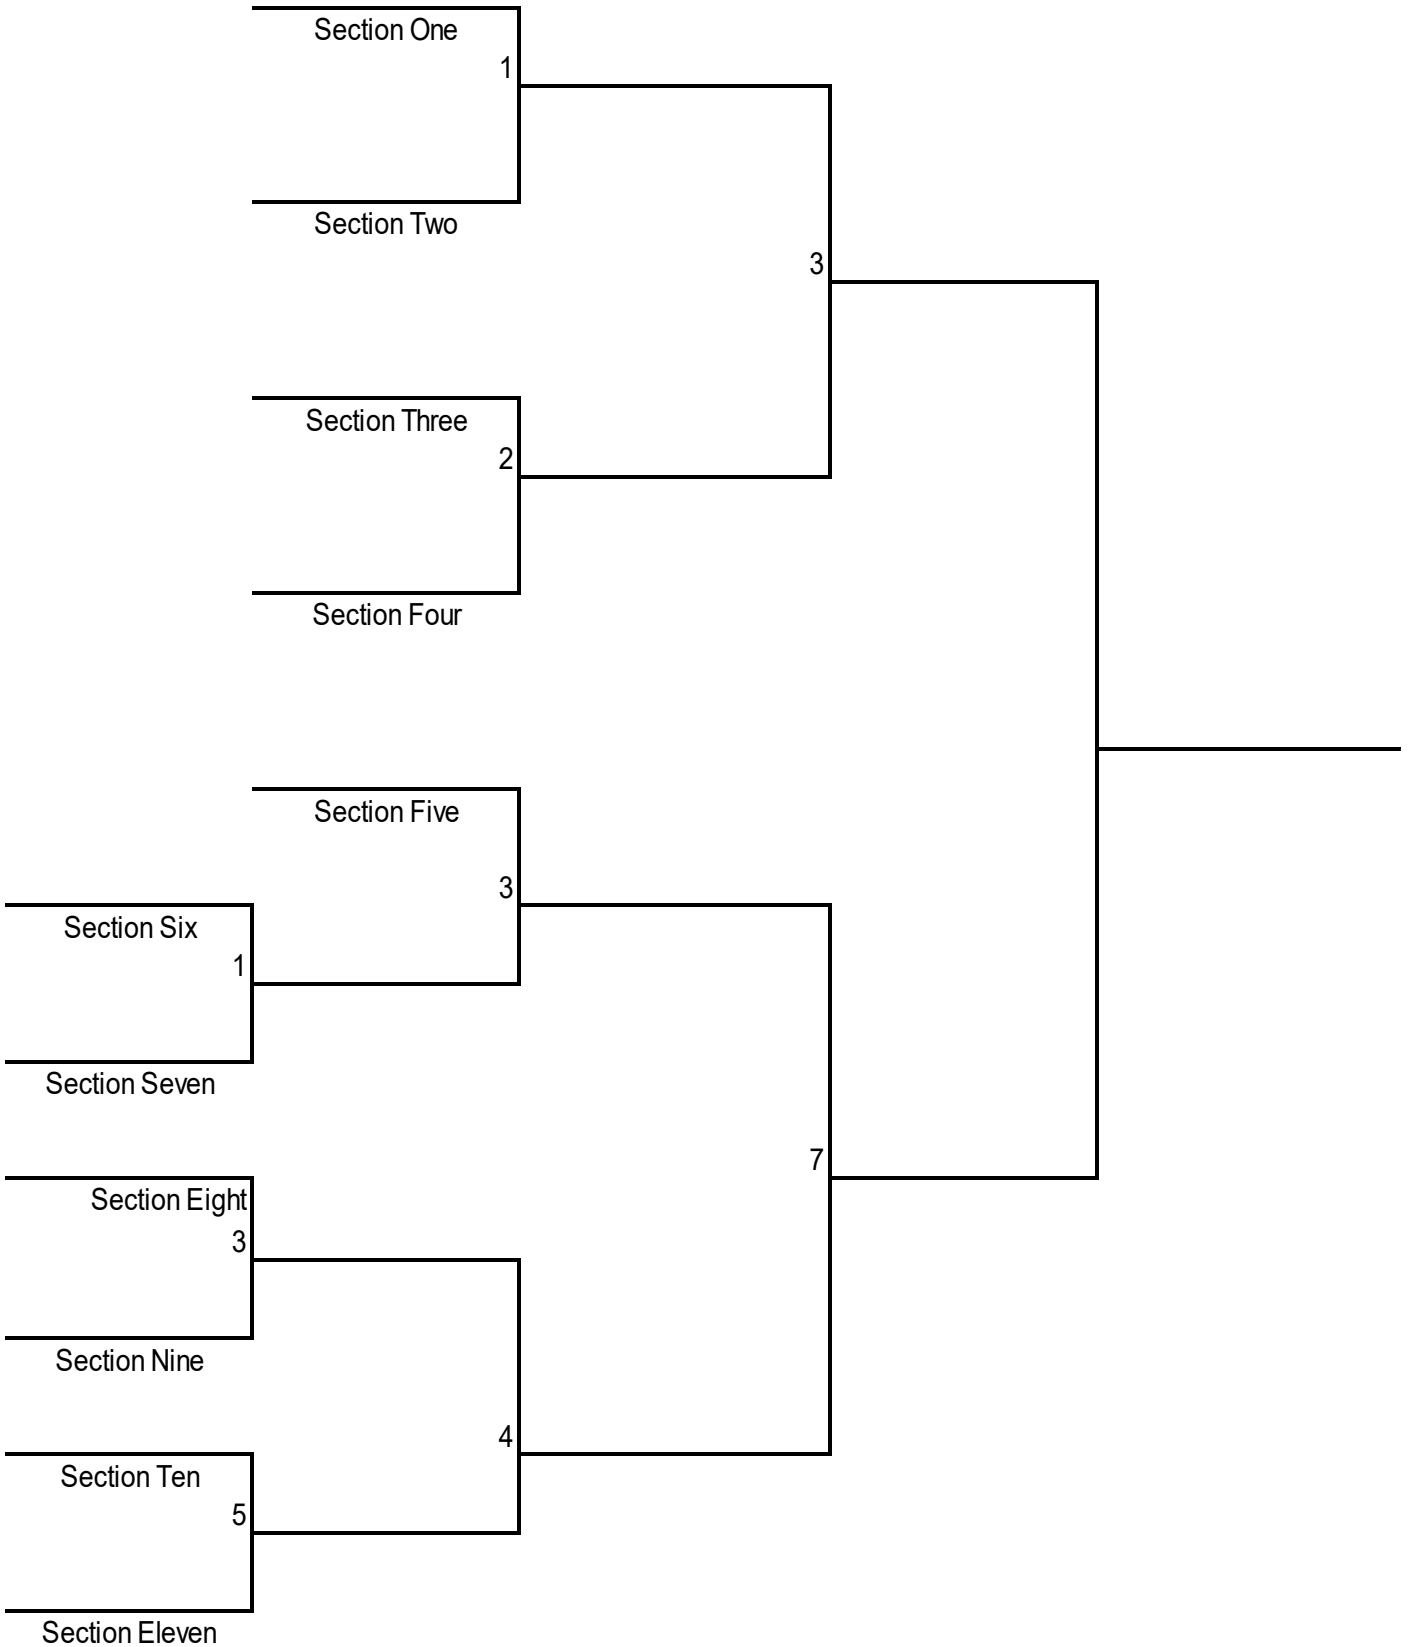 Section One
1
Section Two
3
Section Three
2
Section Four
Section Five
3
Section Six
1
Section Seven
7
Section Eight
3
Section Nine
4
Section Ten
5
Section Eleven